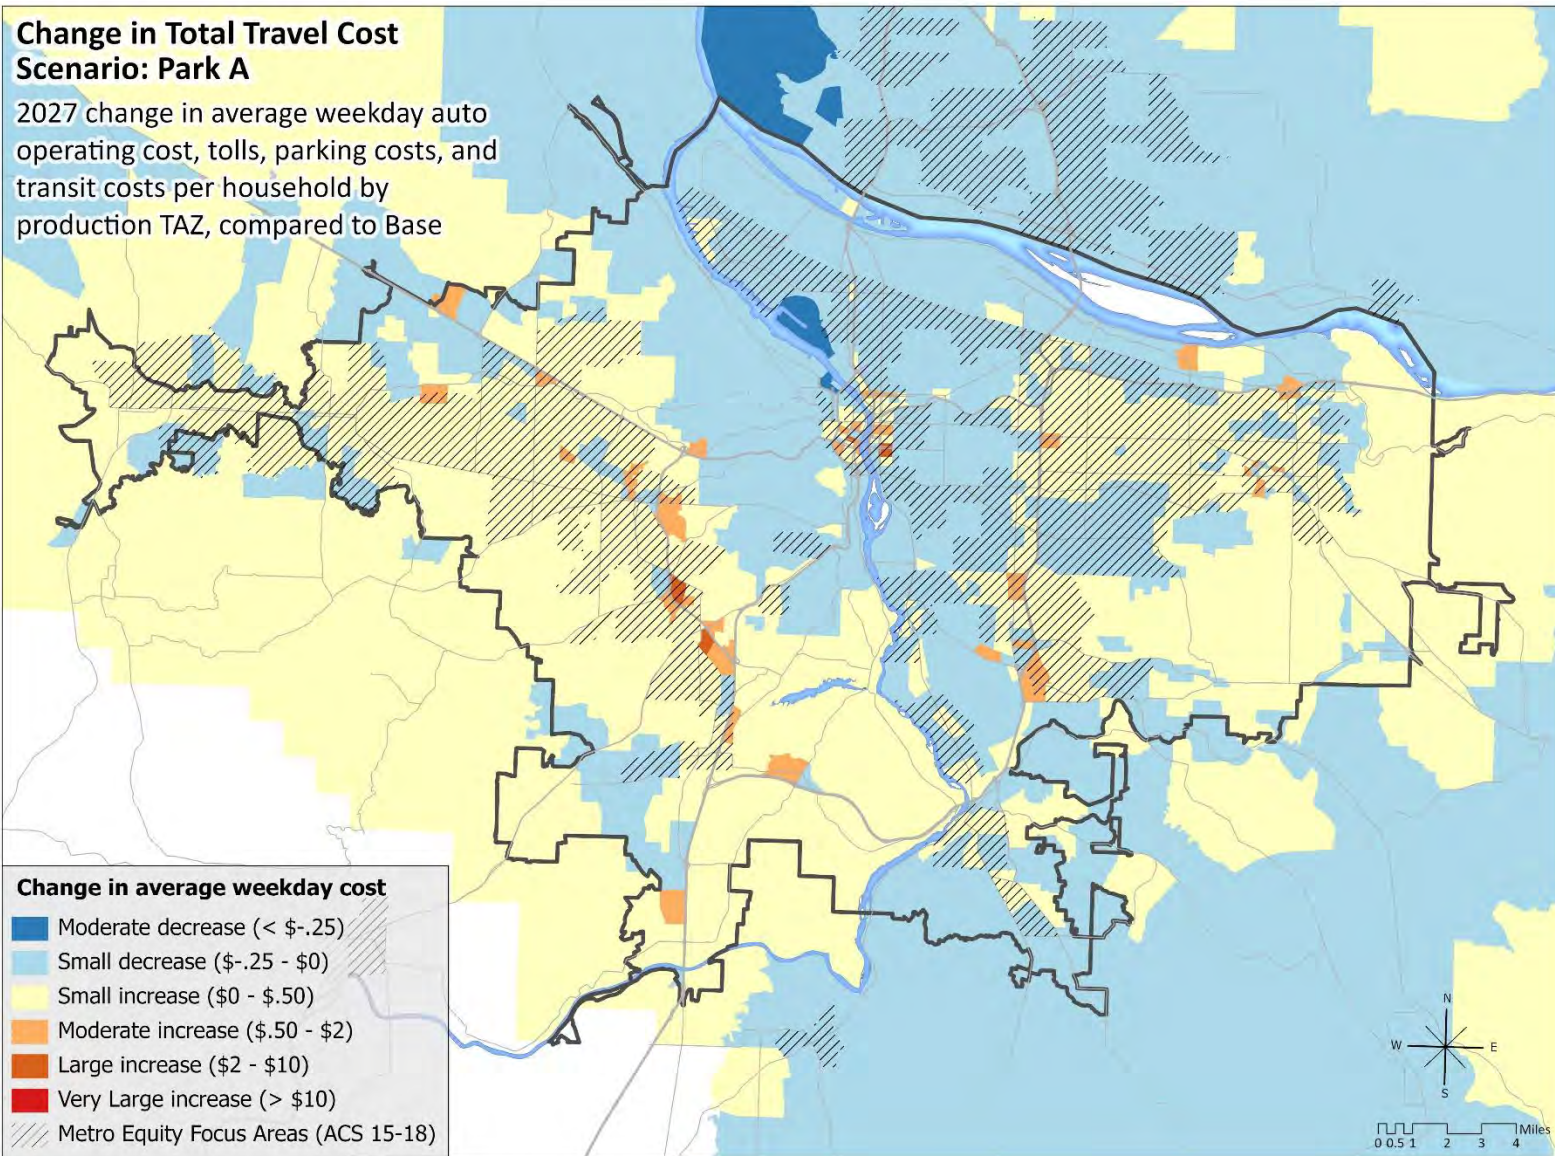 Change in Total Travel Cost
Scenario: Park A
2027 change in average weekday auto
operating cost, tolls, parking costs, and
transit costs per household by
production TAZ, compared to Base
Change in average weekday cost
Moderate decrease (< $-.25)
Small decrease ($-.25 - $0)
Small increase ($0 - $.50)
Moderate increase ($.50 - $2)
Large increase ($2 - $10)
Very Large increase (> $10)
Metro Equity Focus Areas (ACS 15-18)
N
W E
S
Miles
0 0.5 1 2 3 4